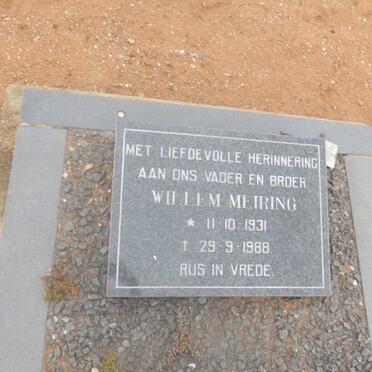 MET LIEFDEVOLLE HERINNERING
AAN ONS VADER EN BROER
WILLEM MEIRING
★ 11-10-1931
† 29-9-1988
RUS IN VREDE.